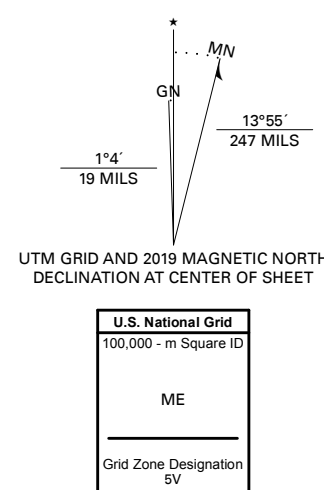 ★
MN
GN
13°55´
247 MILS
1°4´
19 MILS
UTM GRID AND 2019 MAGNETIC NORTH
DECLINATION AT CENTER OF SHEET
U.S. National Grid
100,000 - m Square ID
ME
Grid Zone Designation
5V